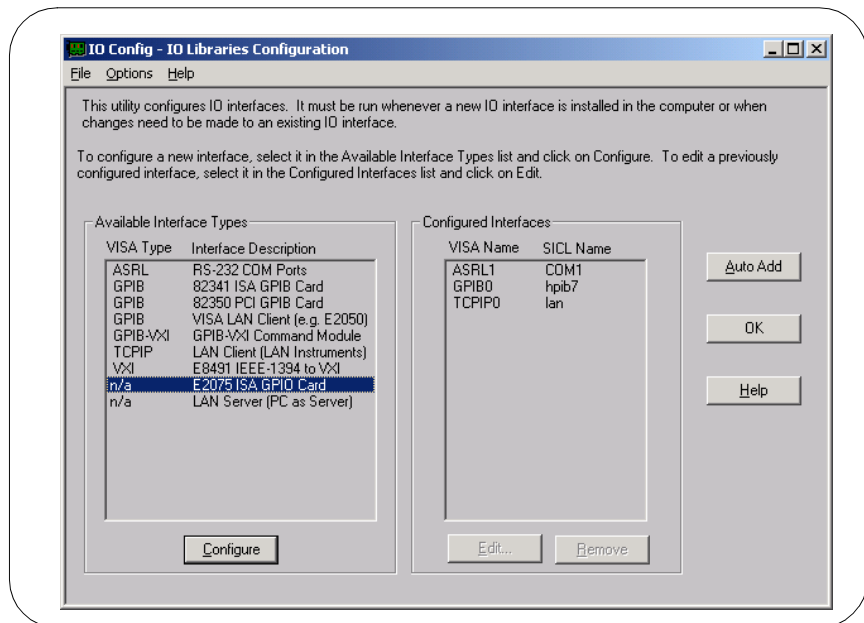 IO Config - IO Libraries Configuration
File Options Help
This utility configures IO interfaces. It must be run whenever a new IO interface is installed in the computer or when
changes need to be made to an existing IO interface.
To configure a new interface, select it in the Available Interface Types list and click on Configure. To edit a previously
configured interface, select it in the Configured Interfaces list and click on Edit.
Available Interface Types
VISA Type Interface Description
ASRL RS-232 COM Ports
GPIB 82341 ISA GPIB Card
GPIB 82350 PCI GPIB Card
GPIB VISA LAN Client (e.g. E2050)
GPIB-VXI GPIB-VXI Command Module
TCPIP LAN Client (LAN Instruments)
VXI E8491 IEEE-1394 to VXI
n/a E2075 ISA GPIO Card
n/a LAN Server (PC as Server)
Configure
Configured Interfaces
VISA Name SICL Name
ASRL1 COM1
GPIB0 hpib7
TCPIP0 lan
Edit... Remove
Auto Add
OK
Help